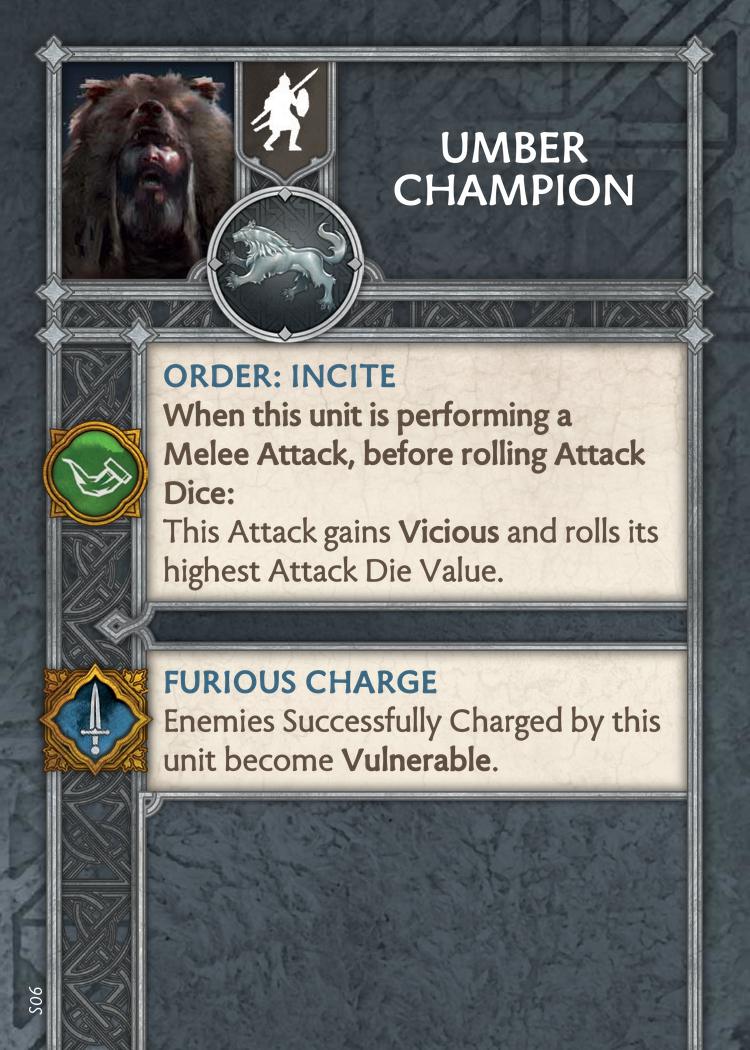 UMBER
CHAMPION
ORDER: INCITE
When this unit is performing a
Melee Attack, before rolling Attack
Dice:
This Attack gains Vicious and rolls its
highest Attack Die Value.
FURIOUS CHARGE
Enemies Successfully Charged by this
unit become Vulnerable.
S06